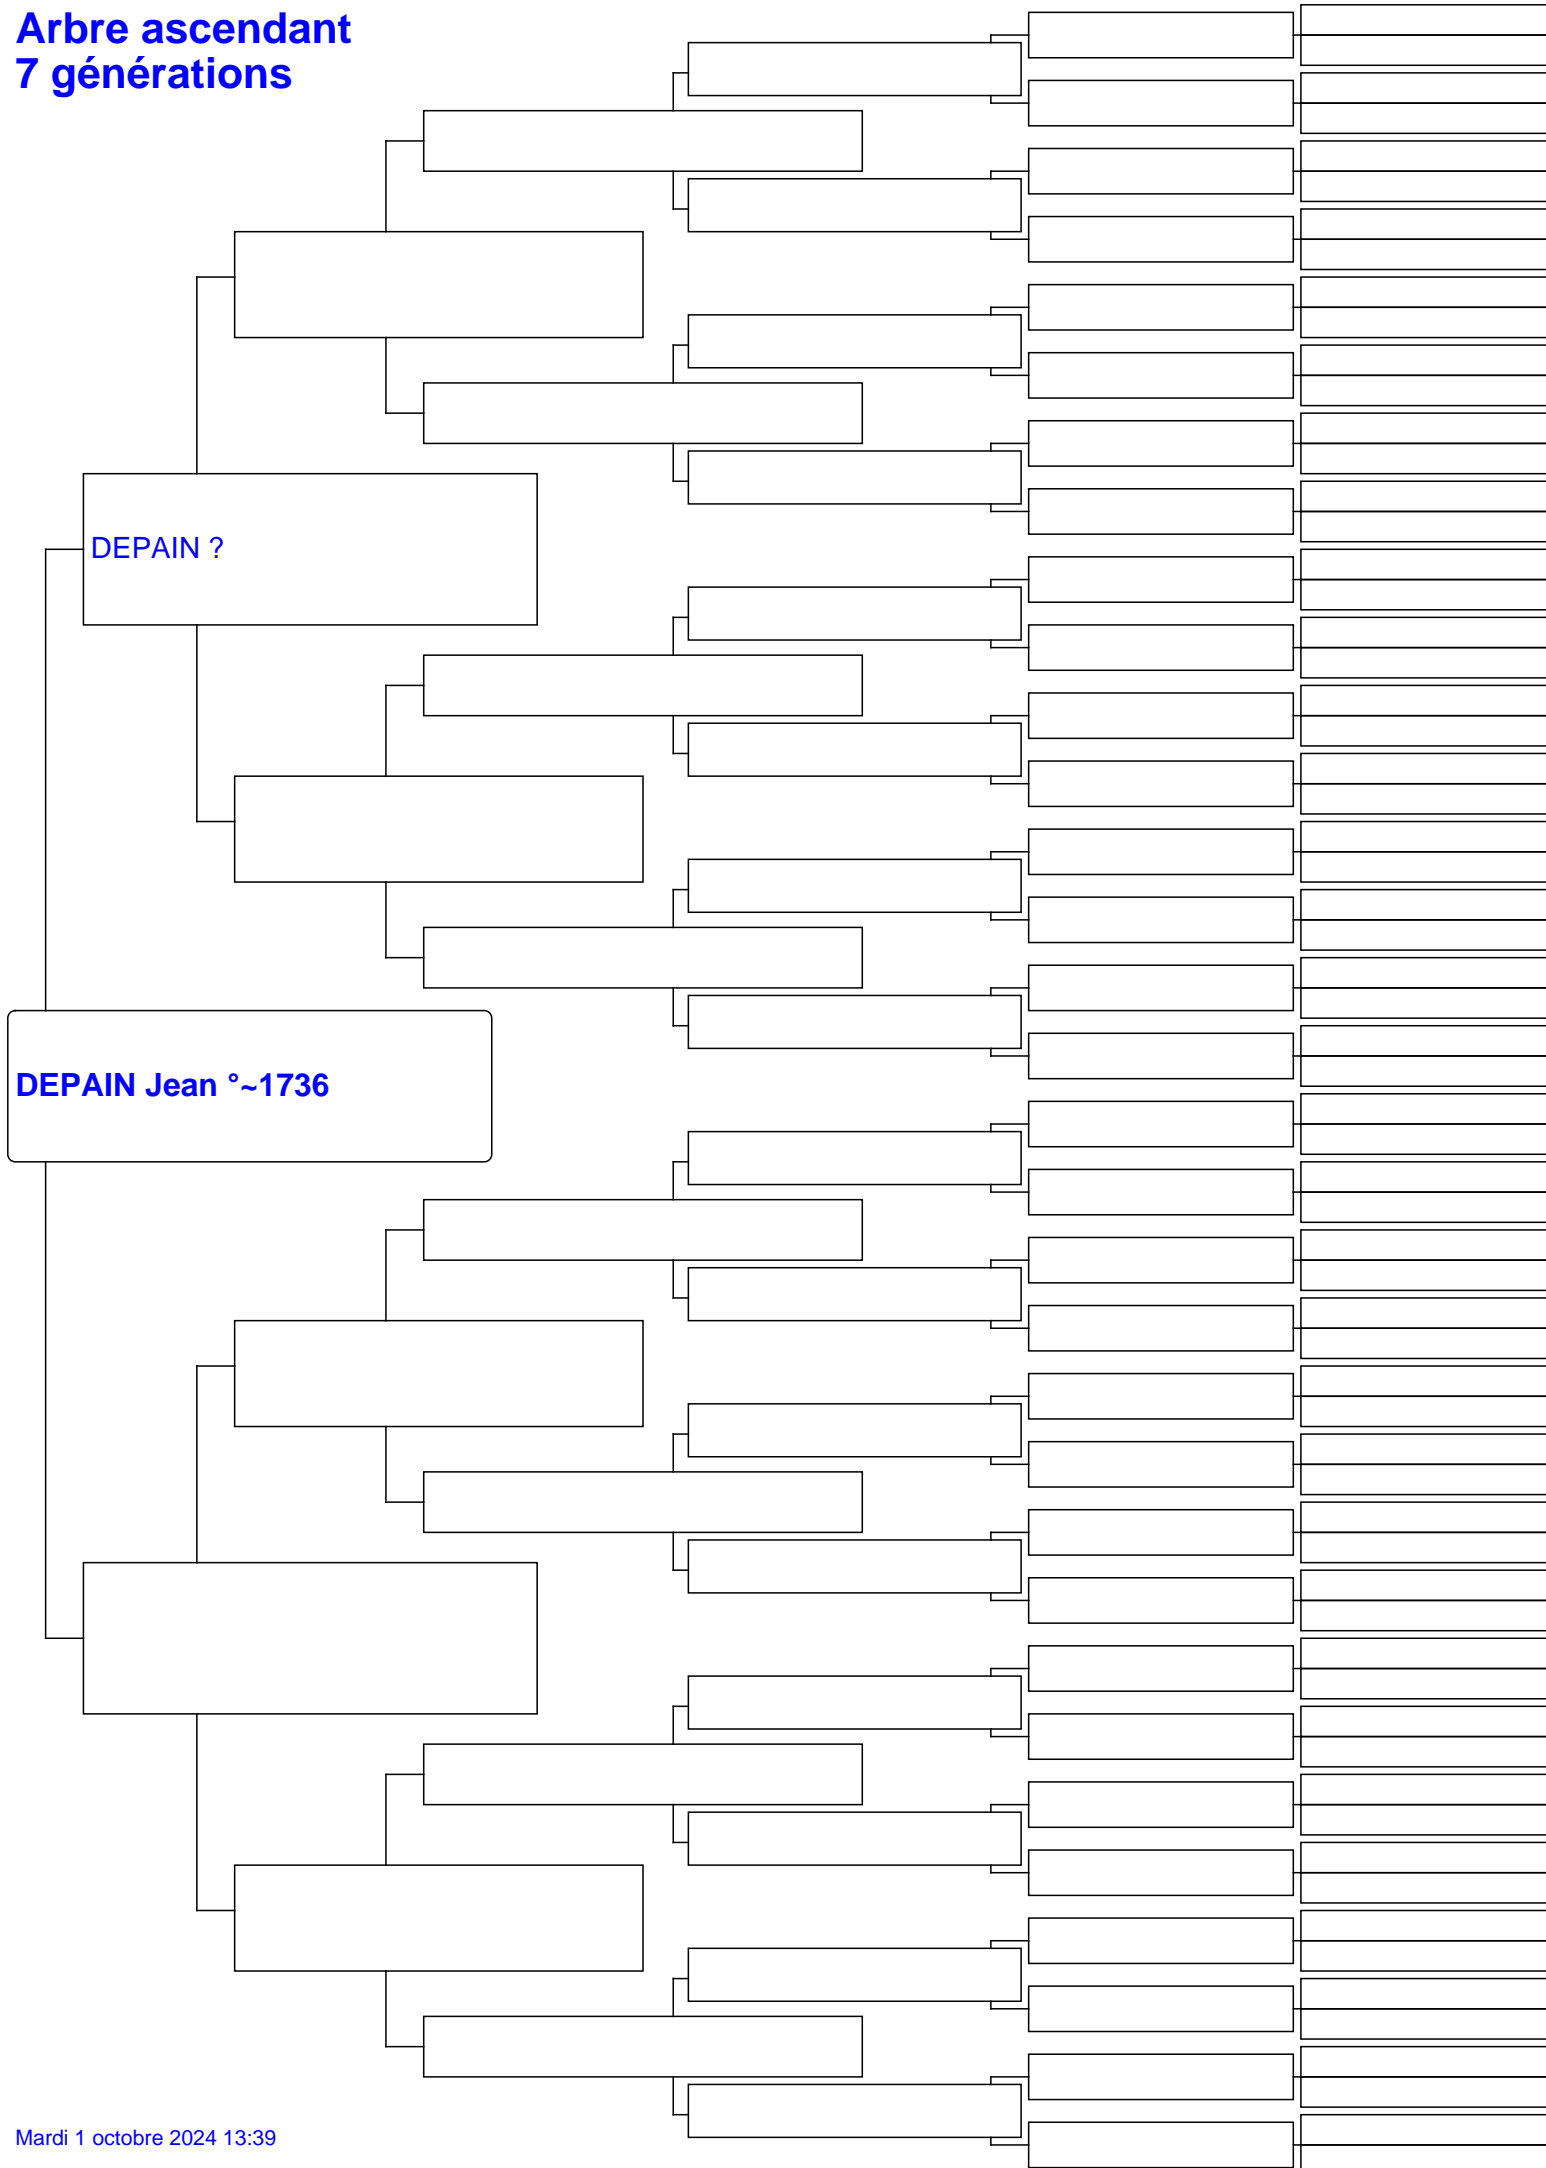 Arbre ascendant
7 générations
DEPAIN ?
DEPAIN Jean °~1736
Mardi 1 octobre 2024 13:39